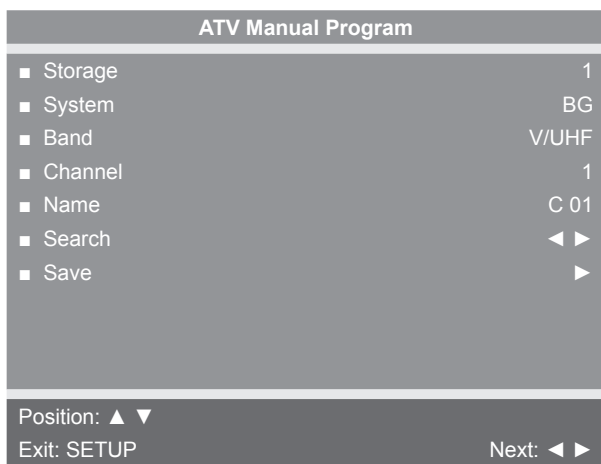 ATV Manual Program
■ Storage 1
■ System BG
■ Band V/UHF
■ Channel 1
■ Name C 01
■ Search ◄ ►
■ Save ►
Position: ▲ ▼
Exit: SETUP Next: ◄ ►